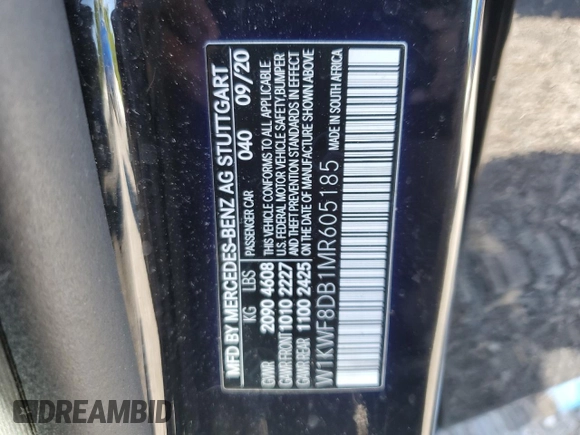 MFD BY MERCEDES-BENZ AG STUTTGART
KG LBS PASSENGER CAR 040 09/20
GVWR 2090 4608 THIS VEHICLE CONFORMS TO ALL APPLICABLE
GAWR FRONT 1010 2227 U.S. FEDERAL MOTOR VEHICLE SAFETY,BUMPER
GAWR REAR 1100 2425 AND THEFT PREVENTION STANDARDS IN EFFECT
ON THE DATE OF MANUFACTURE SHOWN ABOVE
W1KWF8DB1MR605185 MADE IN SOUTH AFRICA
DREAMBID